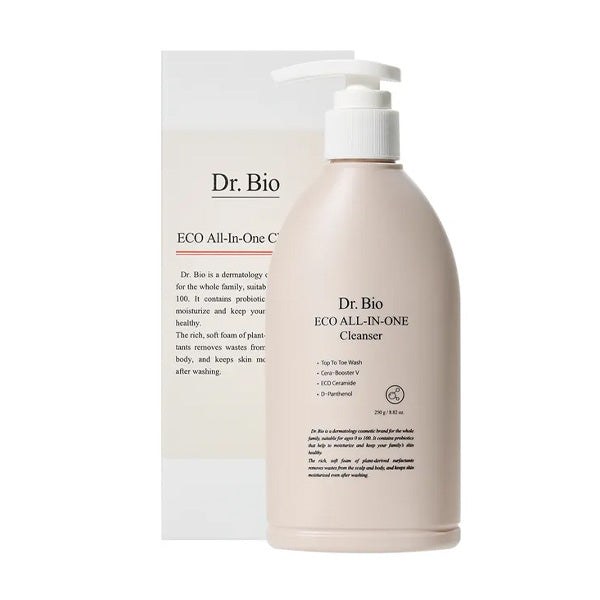 Dr. Bio
ECO All-In-One C
Dr. Bio is a dermatology
for the whole family, suitab
100. It contains probiotic
moisturize and keep your
healthy.
The rich, soft foam of plant-
tants removes wastes from
body, and keeps skin mo
after washing.
Dr. Bio
ECO ALL-IN-ONE
Cleanser
• Top To Toe Wash
• Cera-Booster V
• ECO Ceramide
• D-Panthenol
250 g / 8.82 oz.
Dr. Bio is a dermatology cosmetic brand for the whole
family, suitable for ages 0 to 100. It contains probiotics
that help to moisturize and keep your family's skin
healthy.
The rich, soft foam of plant-derived surfactants
removes wastes from the scalp and body, and keeps skin
moisturized even after washing.